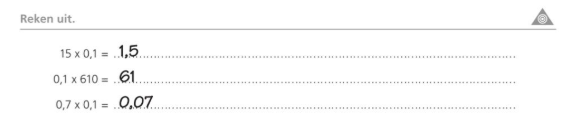 Reken uit.
15 x 0,1 = 1,5
0,1 x 610 = 61
0,7 x 0,1 = 0,07